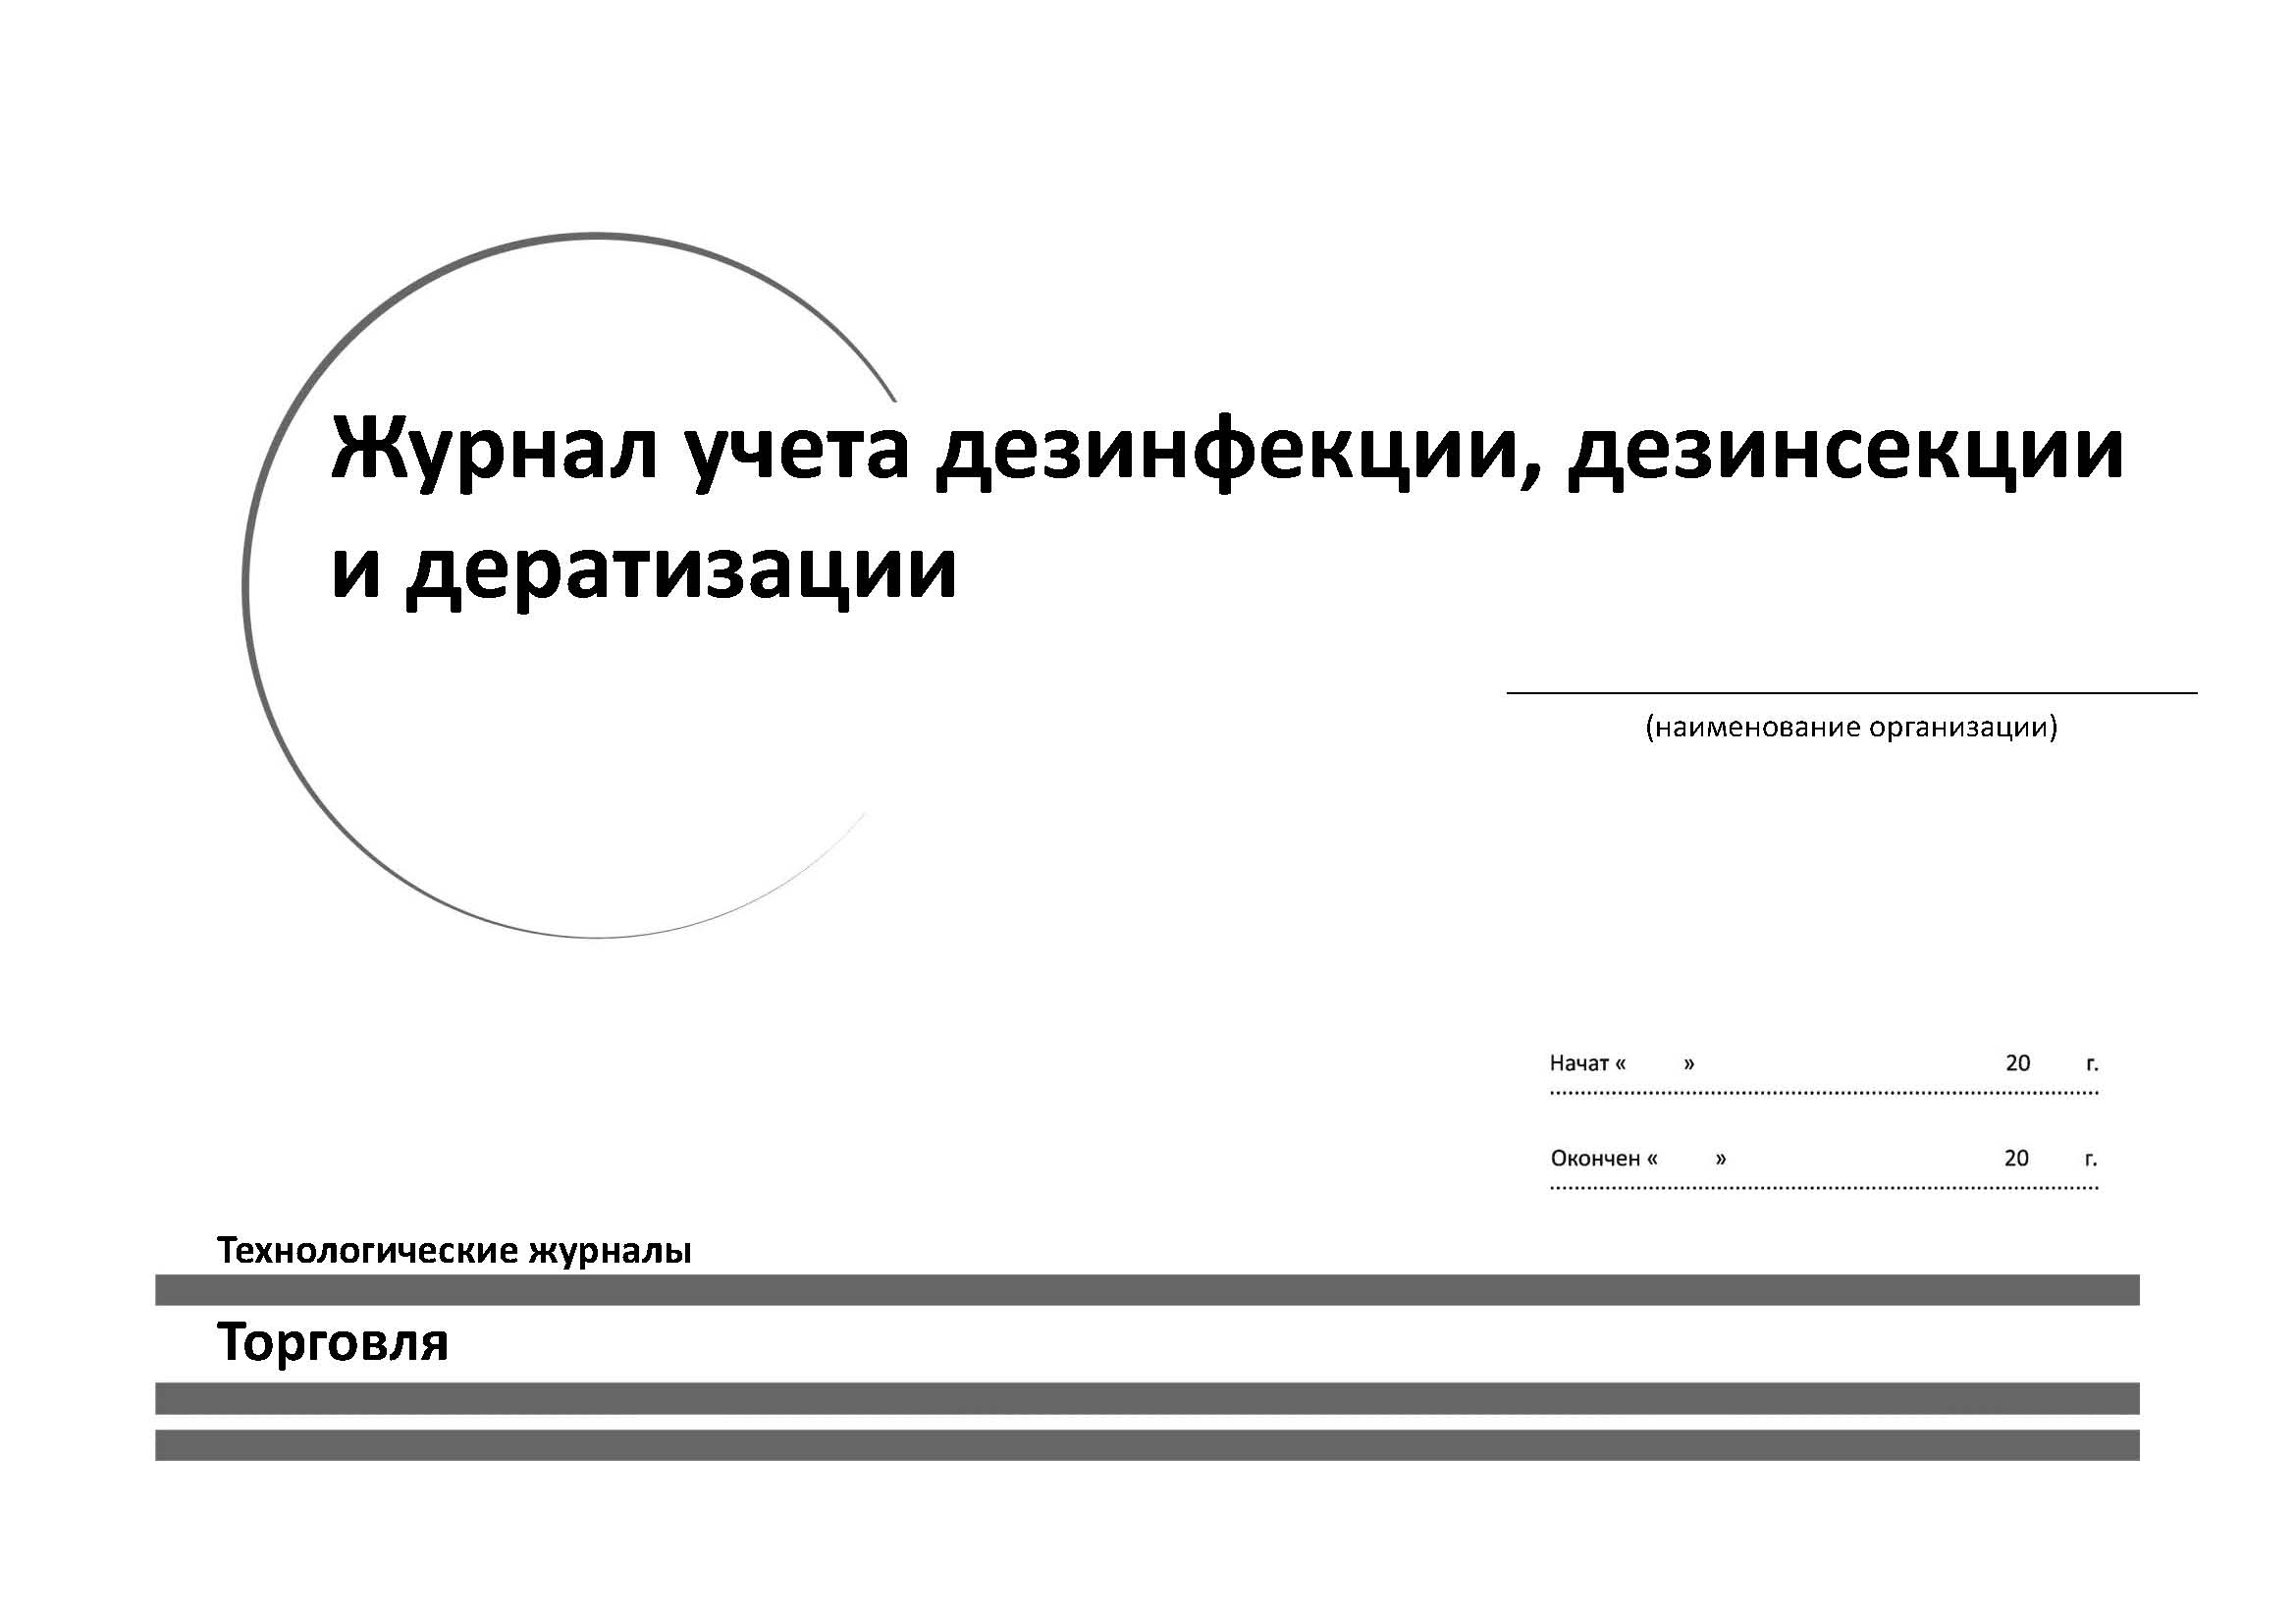 Журнал учета дезинфекции, дезинсекции
и дератизации
(наименование организации)
Начат « » 20 г.
Окончен « » 20 г.
Технологические журналы
Торговля